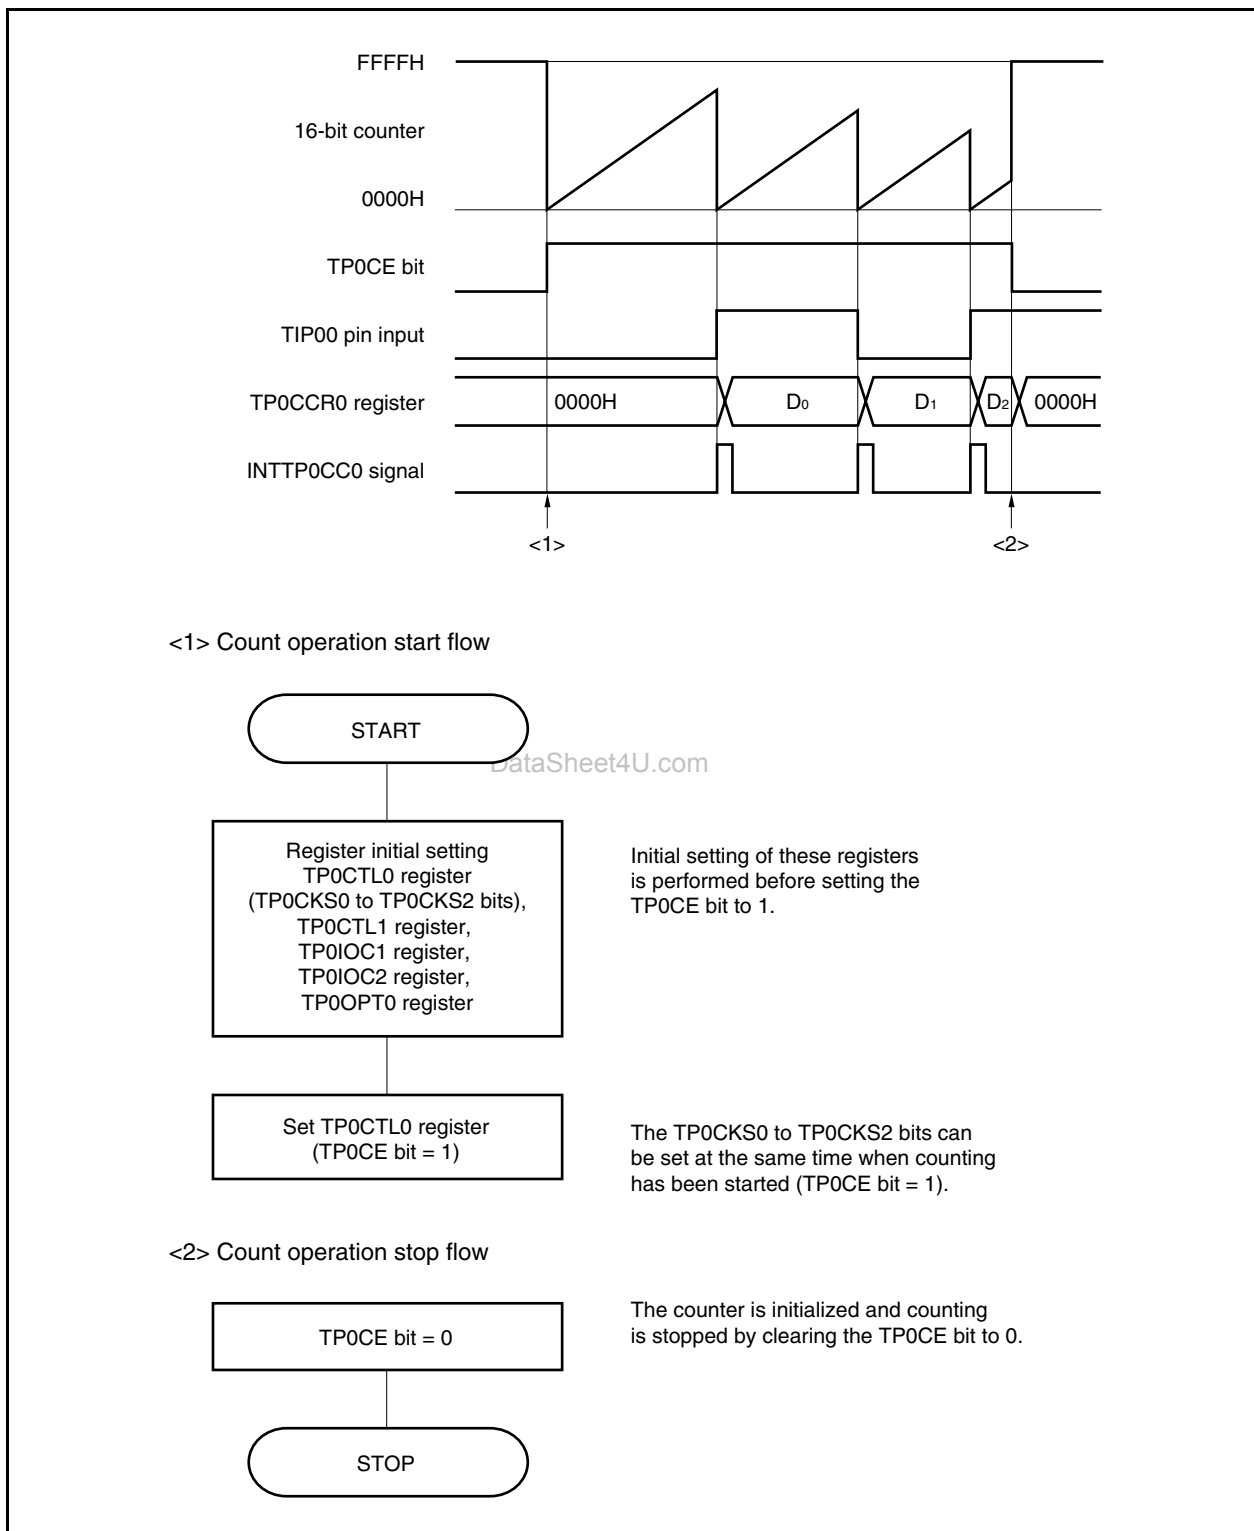 FFFFH
16-bit counter
0000H
TP0CE bit
TIP00 pin input
TP0CCR0 register
0000H
D0
D1
D2
0000H
INTTP0CC0 signal
<1>
<2>
<1> Count operation start flow
START
DataSheet4U.com
Register initial setting
TP0CTL0 register
(TP0CKS0 to TP0CKS2 bits),
TP0CTL1 register,
TP0IOC1 register,
TP0IOC2 register,
TP0OPT0 register
Initial setting of these registers
is performed before setting the
TP0CE bit to 1.
Set TP0CTL0 register
(TP0CE bit = 1)
The TP0CKS0 to TP0CKS2 bits can
be set at the same time when counting
has been started (TP0CE bit = 1).
<2> Count operation stop flow
TP0CE bit = 0
The counter is initialized and counting
is stopped by clearing the TP0CE bit to 0.
STOP